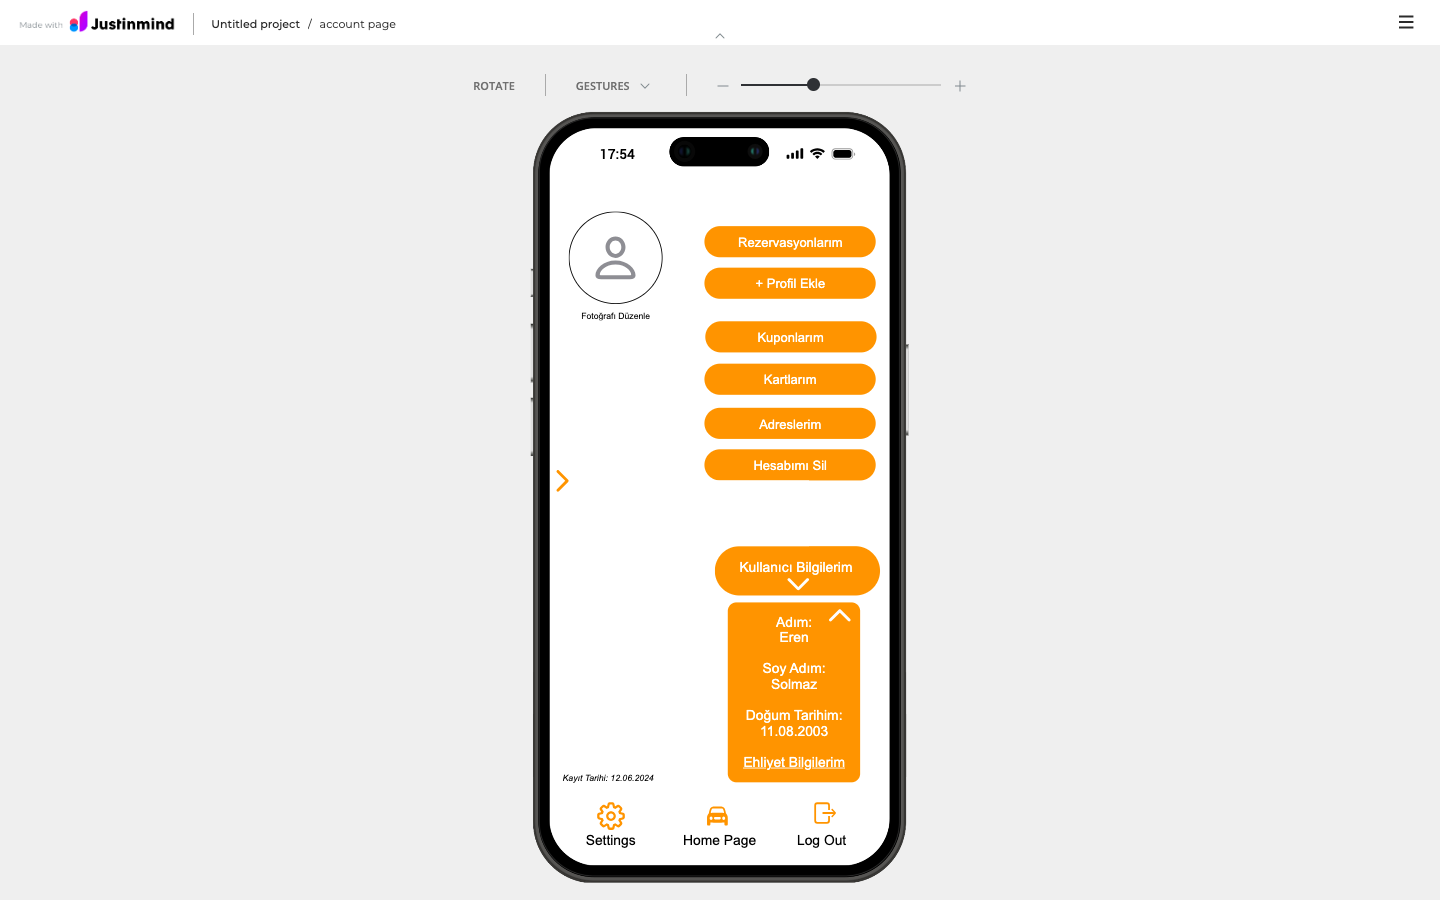 Made with Justinmind
Untitled project / account page
ROTATE
GESTURES
17:54
Rezervasyonlarım
+ Profil Ekle
Fotoğrafı Düzenle
Kuponlarım
Kartlarım
Adreslerim
Hesabımı Sil
Kullanıcı Bilgilerim
Adım:
Eren
Soy Adım:
Solmaz
Doğum Tarihim:
11.08.2003
Ehliyet Bilgilerim
Kayıt Tarihi: 12.06.2024
Settings
Home Page
Log Out